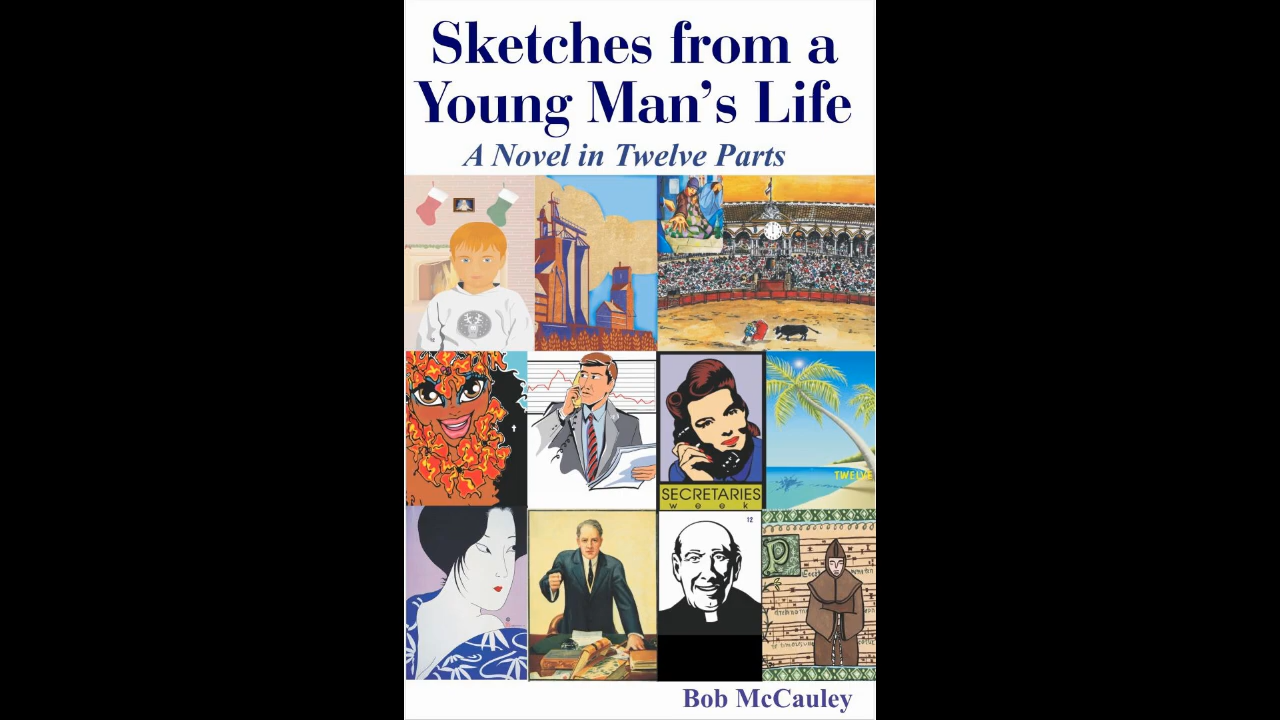 Sketches from a
Young Man's Life
A Novel in Twelve Parts
TWELVE
SECRETARIES
week
12
P
Bob McCauley